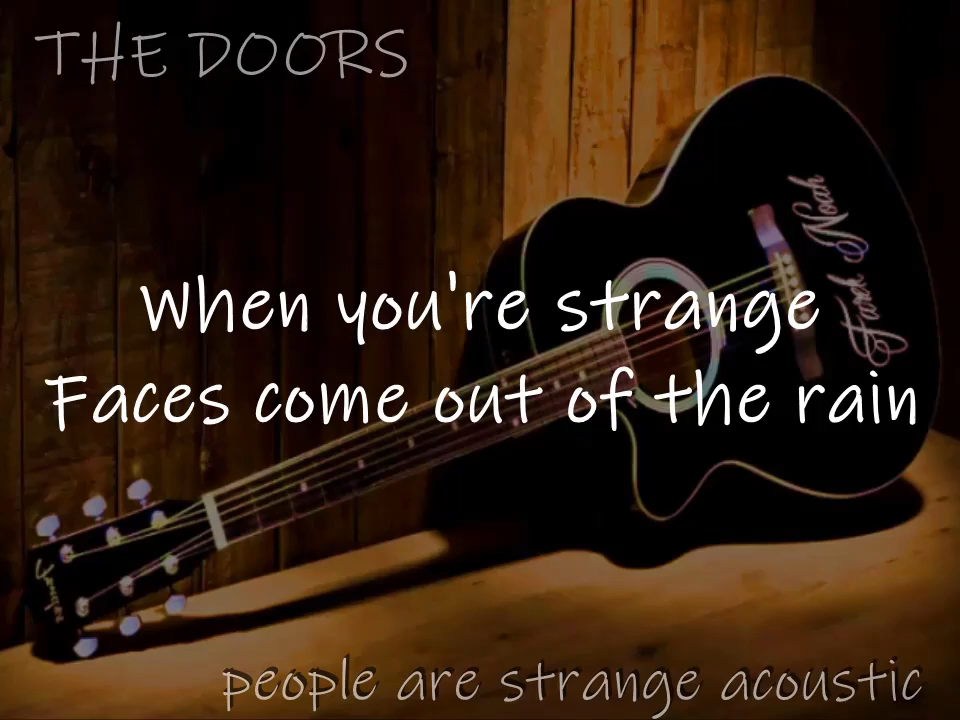 THE DOORS
When you're strange
Faces come out of the rain
people are strange acoustic